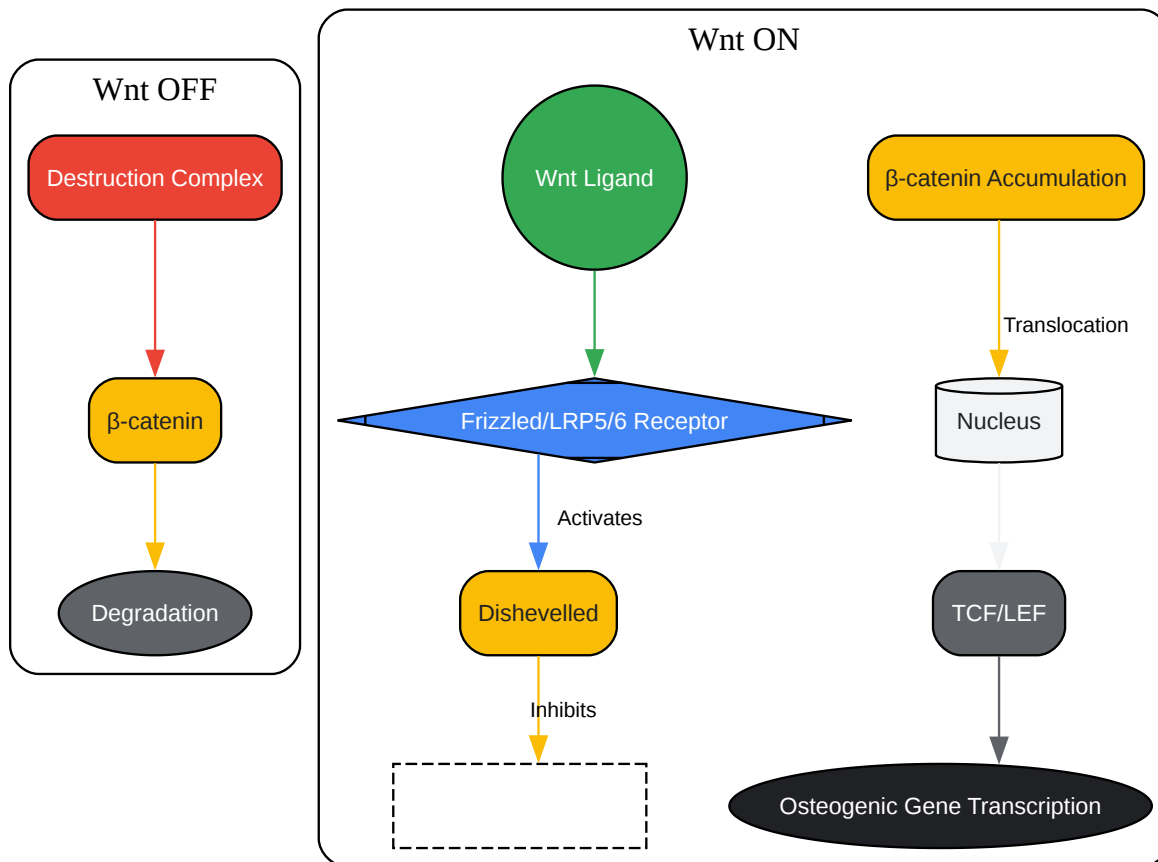 Wnt OFF
Destruction Complex
β-catenin
Degradation
Wnt ON
Wnt Ligand
Frizzled/LRP5/6 Receptor
Activates
Dishevelled
Inhibits
β-catenin Accumulation
Translocation
Nucleus
TCF/LEF
Osteogenic Gene Transcription